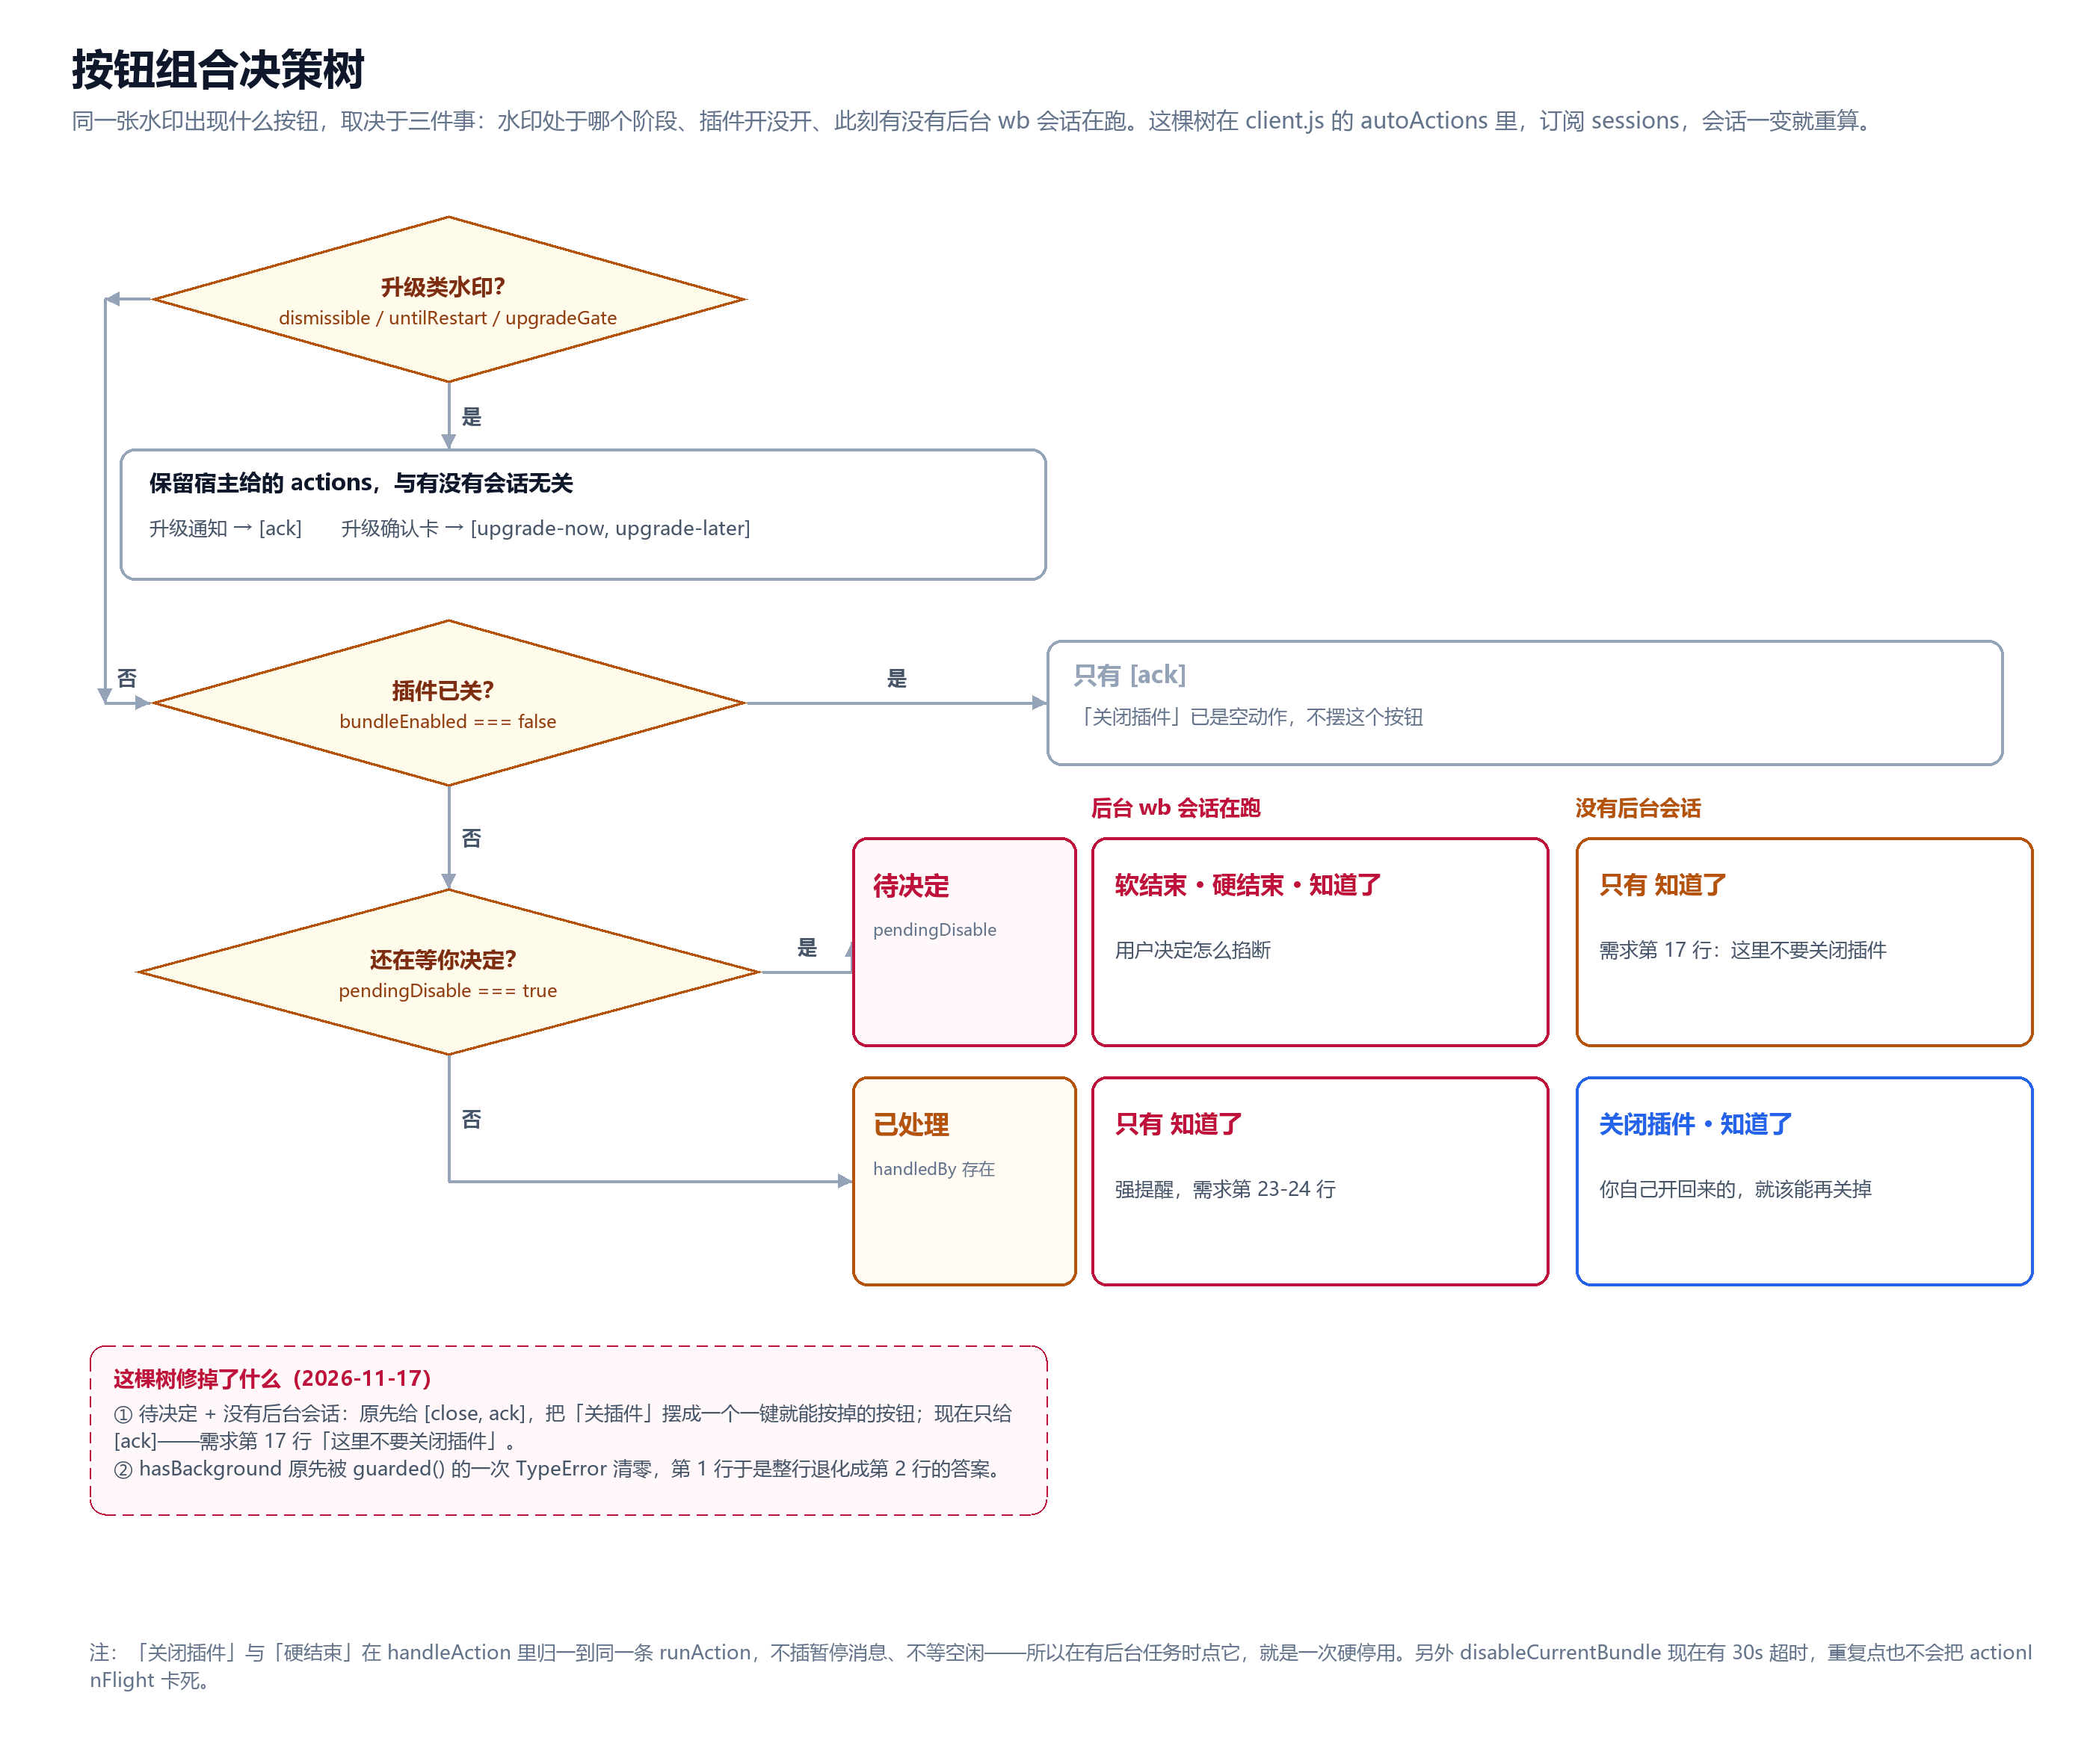 按钮组合决策树
同一张水印出现什么按钮，取决于三件事：水印处于哪个阶段、插件开没开、此刻有没有后台 wb 会话在跑。这棵树在 client.js 的 autoActions 里，订阅 sessions，会话一变就重算。
升级类水印？
dismissible / untilRestart / upgradeGate
是
保留宿主给的 actions，与有没有会话无关
升级通知 → [ack]  升级确认卡 → [upgrade-now, upgrade-later]
否
插件已关？
bundleEnabled === false
是
只有 [ack]
「关闭插件」已是空动作，不摆这个按钮
后台 wb 会话在跑
没有后台会话
否
待决定
pendingDisable
软结束・硬结束・知道了
用户决定怎么掐断
只有 知道了
需求第 17 行：这里不要关闭插件
还在等你决定？
pendingDisable === true
是
否
已处理
handledBy 存在
只有 知道了
强提醒，需求第 23-24 行
关闭插件・知道了
你自己开回来的，就该能再关掉
这棵树修掉了什么（2026-11-17）
① 待决定 + 没有后台会话：原先给 [close, ack]，把「关插件」摆成一个一键就能按掉的按钮；现在只给
[ack]——需求第 17 行「这里不要关闭插件」。
② hasBackground 原先被 guarded() 的一次 TypeError 清零，第 1 行于是整行退化成第 2 行的答案。
注：「关闭插件」与「硬结束」在 handleAction 里归一到同一条 runAction，不插暂停消息、不等空闲——所以在有后台任务时点它，就是一次硬停用。另外 disableCurrentBundle 现在有 30s 超时，重复点也不会把 actionI
nFlight 卡死。